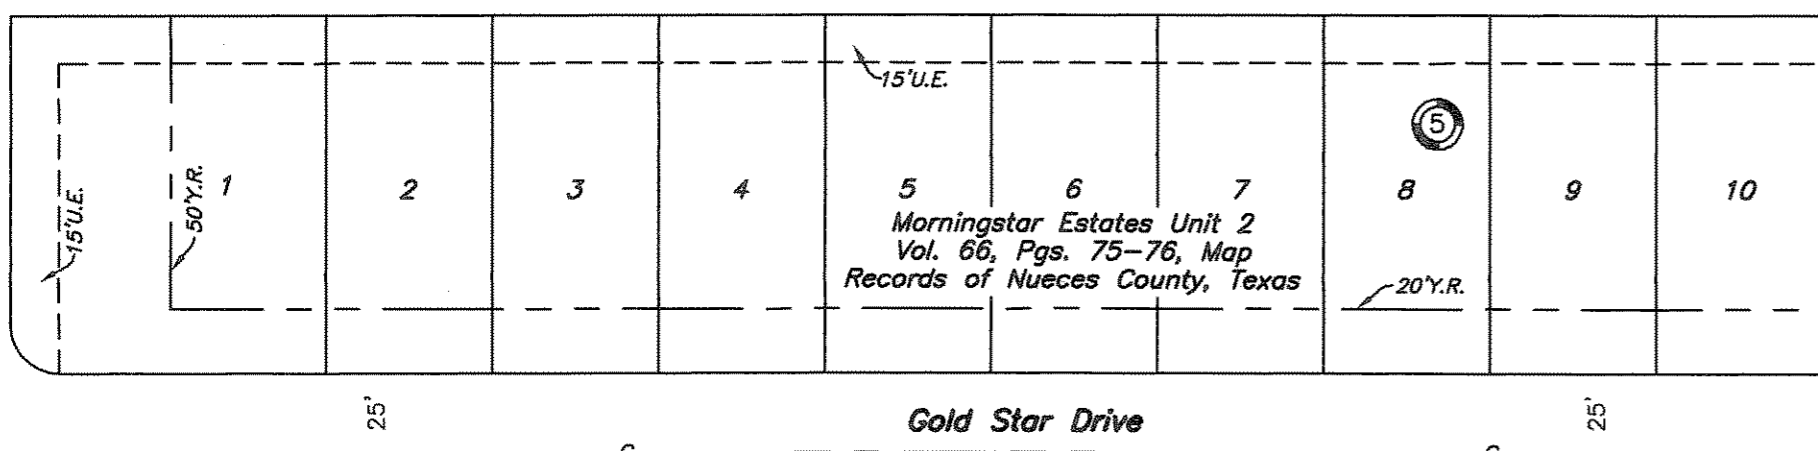 15'U.E.
5
15'U.E.
50'Y.R.
1
2
3
4
5
6
7
8
9
10
Morningstar Estates Unit 2
Vol. 66, Pgs. 75-76, Map
Records of Nueces County, Texas
20'Y.R.
25'
Gold Star Drive
25'